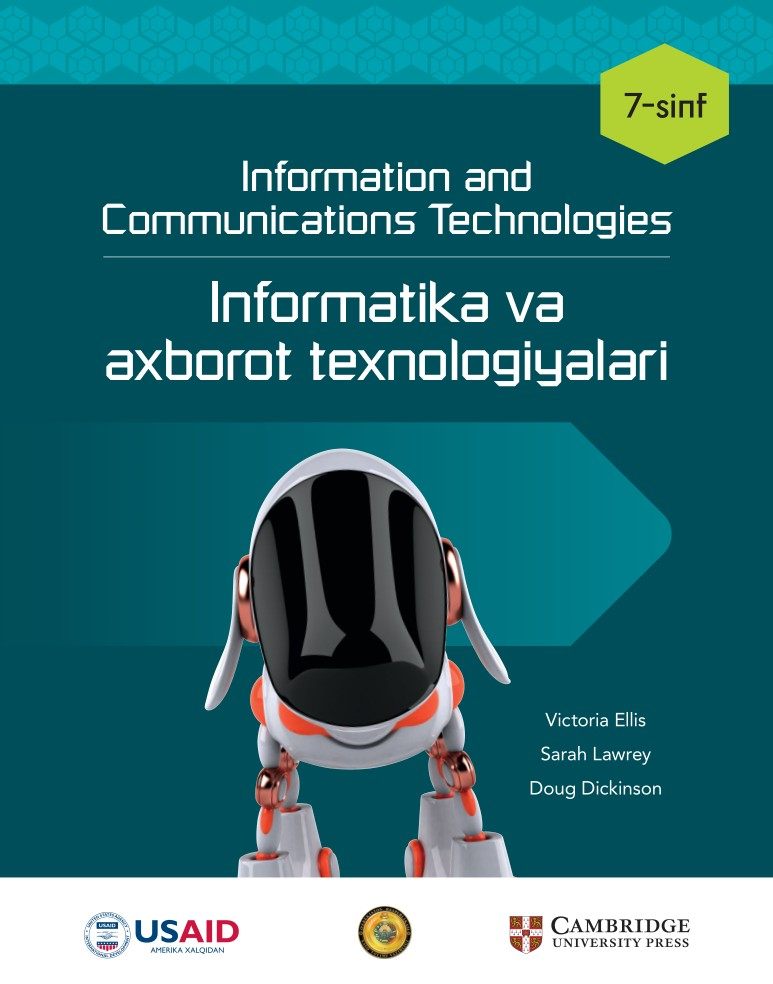 7-sinf
Information and
Communications Technologies
Informatika va
axborot texnologiyalari
Victoria Ellis
Sarah Lawrey
Doug Dickinson
USAID
AMERIKA XALQIDAN
CAMBRIDGE
UNIVERSITY PRESS